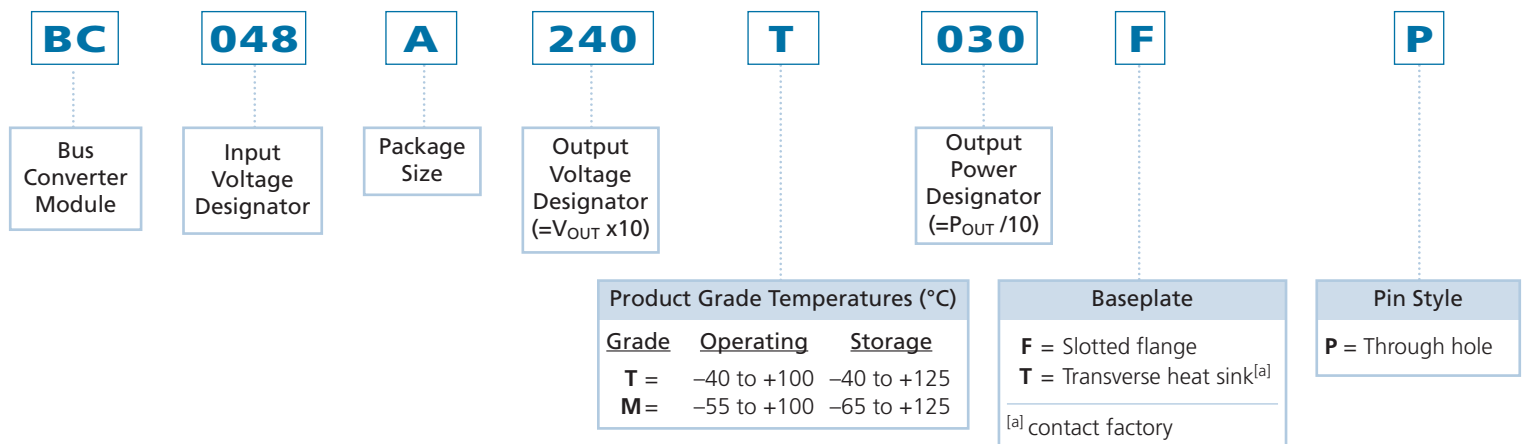 BC 048 A 240 T 030 F P
Bus
Converter
Module
Input
Voltage
Designator
Package
Size
Output
Voltage
Designator
(=VOUT x10)
Output
Power
Designator
(=POUT /10)
Product Grade Temperatures (°C)
Grade Operating Storage
T = –40 to +100 –40 to +125
M = –55 to +100 –65 to +125
Baseplate
F = Slotted flange
T = Transverse heat sink[a]
[a] contact factory
Pin Style
P = Through hole